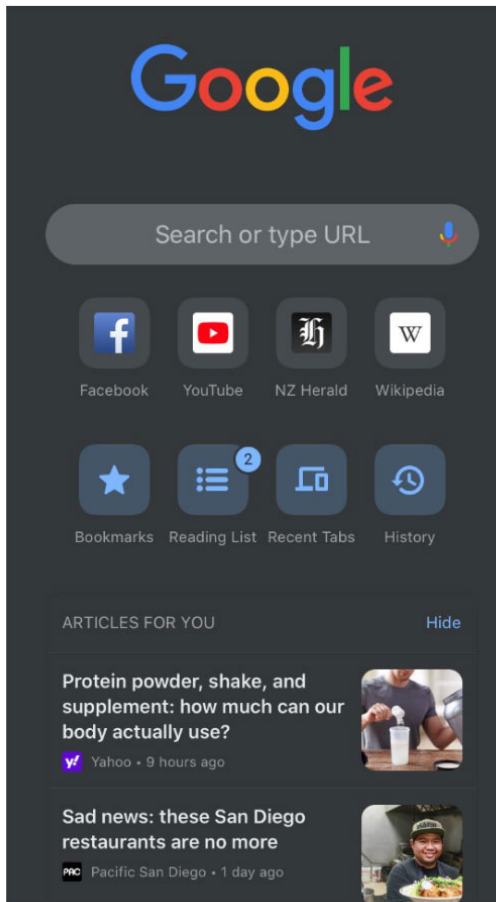 Google
Search or type URL
Facebook YouTube NZ Herald Wikipedia
2
Bookmarks Reading List Recent Tabs History
ARTICLES FOR YOU Hide
Protein powder, shake, and
supplement: how much can our
body actually use?
y! Yahoo • 9 hours ago
Sad news: these San Diego
restaurants are no more
PAC Pacific San Diego • 1 day ago